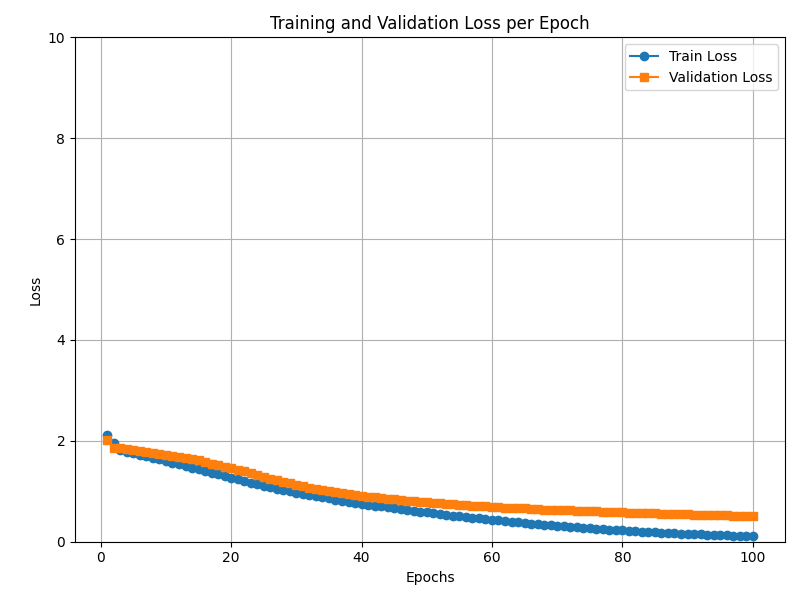 Training and Validation Loss per Epoch
Train Loss
Validation Loss
10
8
6
4
2
0
Loss
0 20 40 60 80 100
Epochs